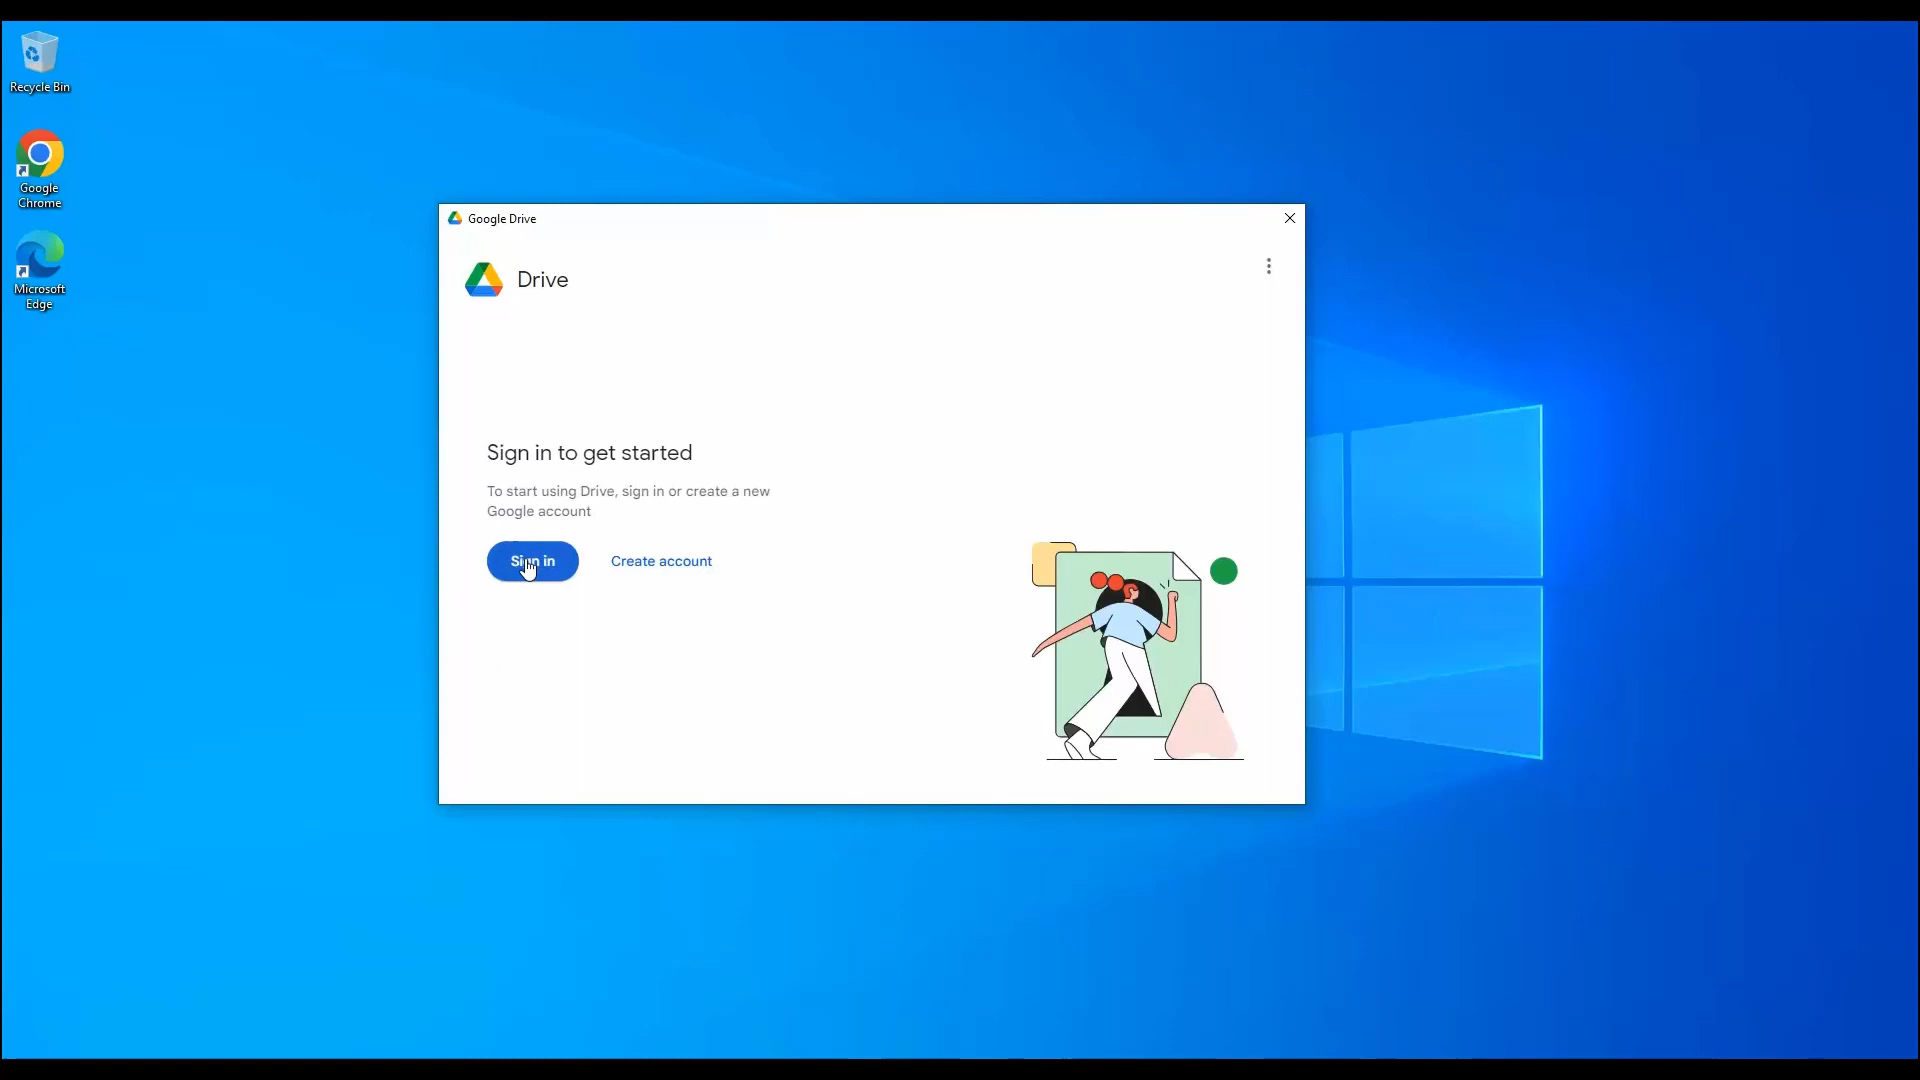 Recycle Bin
Google
Chrome
Microsoft
Edge
Google Drive
Drive
Sign in to get started
To start using Drive, sign in or create a new
Google account
Sign in
Create account